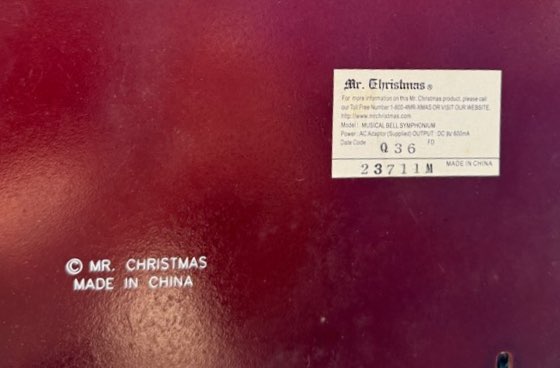 Mr. Christmas®
For more information on this Mr. Christmas product, please call
our Toll Free Number 1-800-4MR-XMAS OR VISIT OUR WEBSITE.
http://www.mrchristmas.com
Model : MUSICAL BELL SYMPHONIUM
Power : AC Adaptor (Supplied) OUTPUT : DC 9V 600mA
Date Code Q36 FD
23711M MADE IN CHINA
© MR. CHRISTMAS
MADE IN CHINA